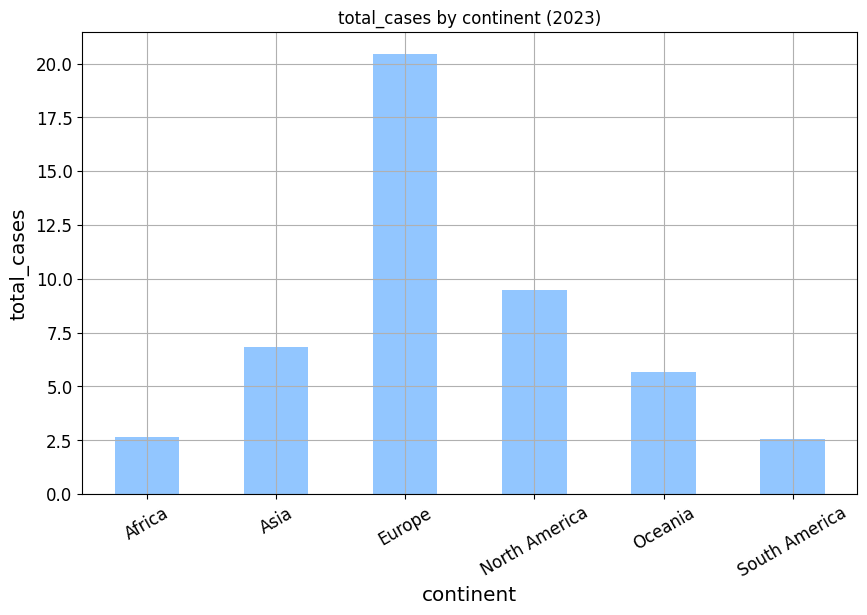 total_cases by continent (2023)
total_cases
20.0
17.5
15.0
12.5
10.0
7.5
5.0
2.5
0.0
Africa
Asia
Europe
North America
Oceania
South America
continent